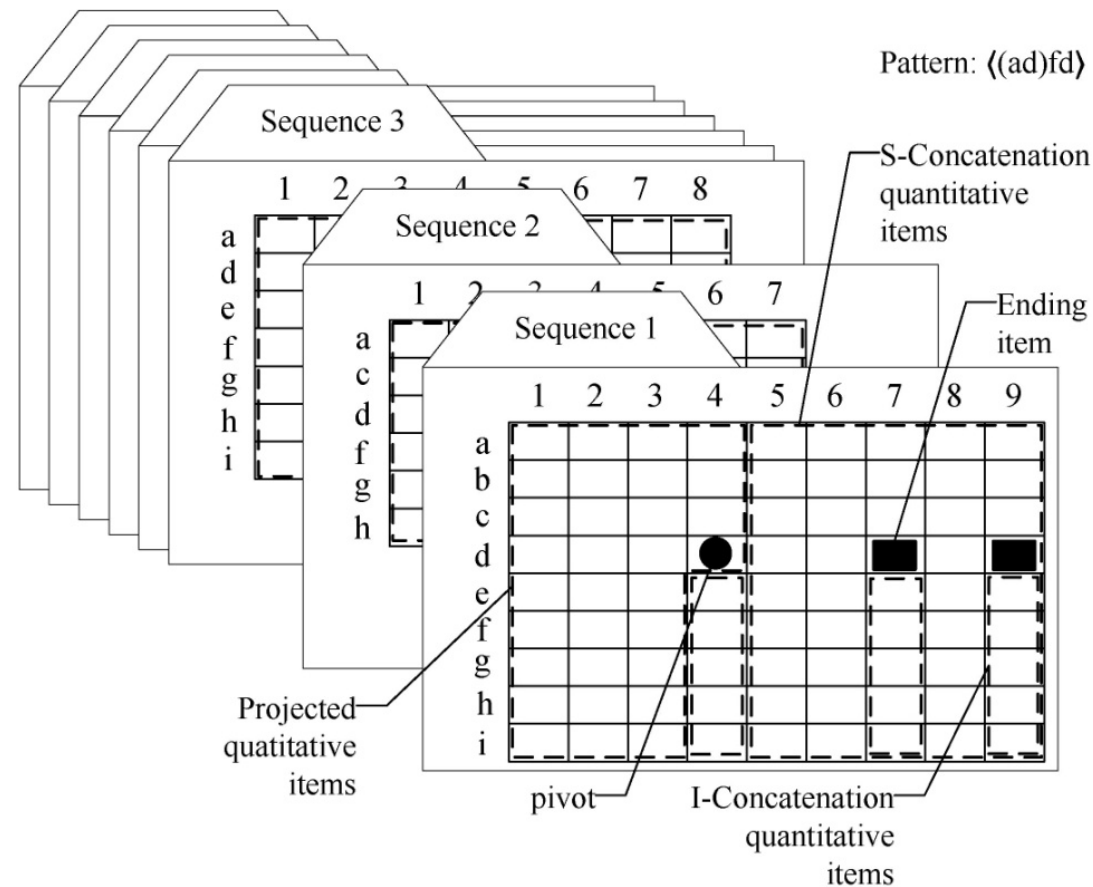 Pattern: ⟨(ad)fd⟩
Sequence 3
S-Concatenation
quantitative
items
1 2 3 4 5 6 7 8
a
d
e
f
g
h
i
Sequence 2
1 2 3 4 5 6 7
a
c
d
f
g
h
Ending
item
Sequence 1
1 2 3 4 5 6 7 8 9
a
b
c
d
e
f
g
h
i
Projected
quatitative
items
pivot
I-Concatenation
quantitative
items